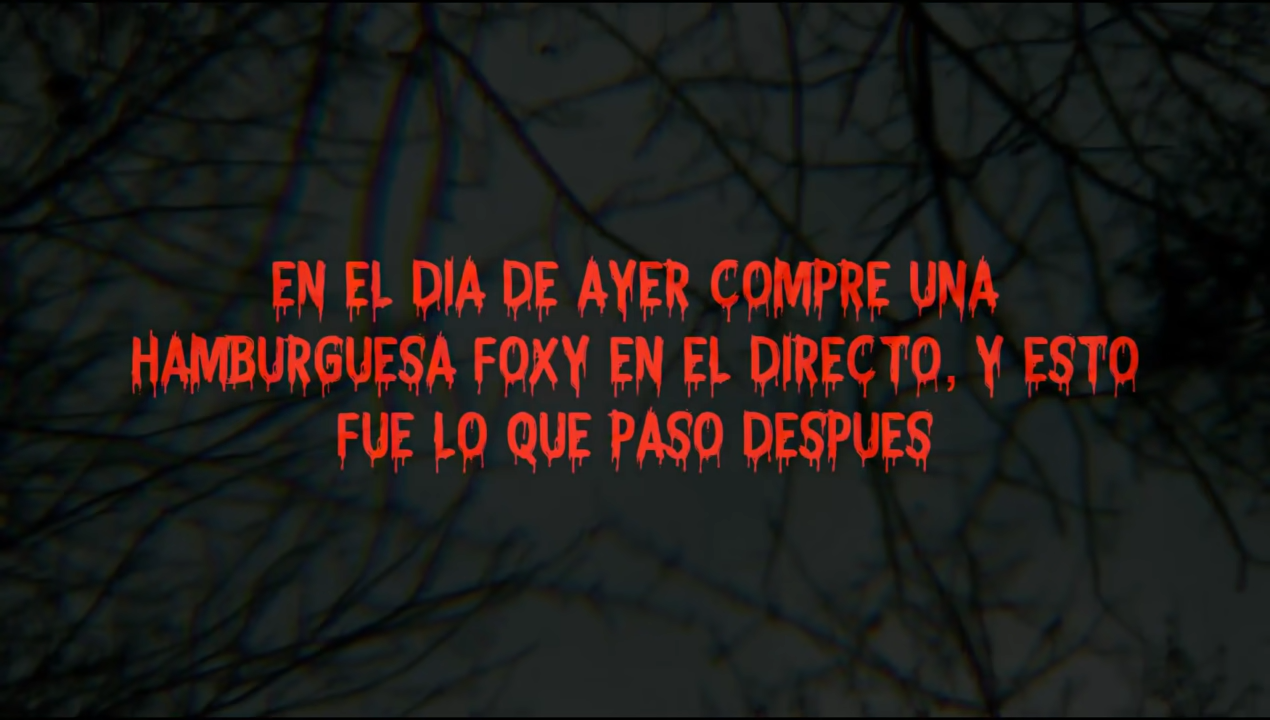 EN EL DIA DE AYER COMPRE UNA
HAMBURGUESA FOXY EN EL DIRECTO, Y ESTO
FUE LO QUE PASO DESPUES